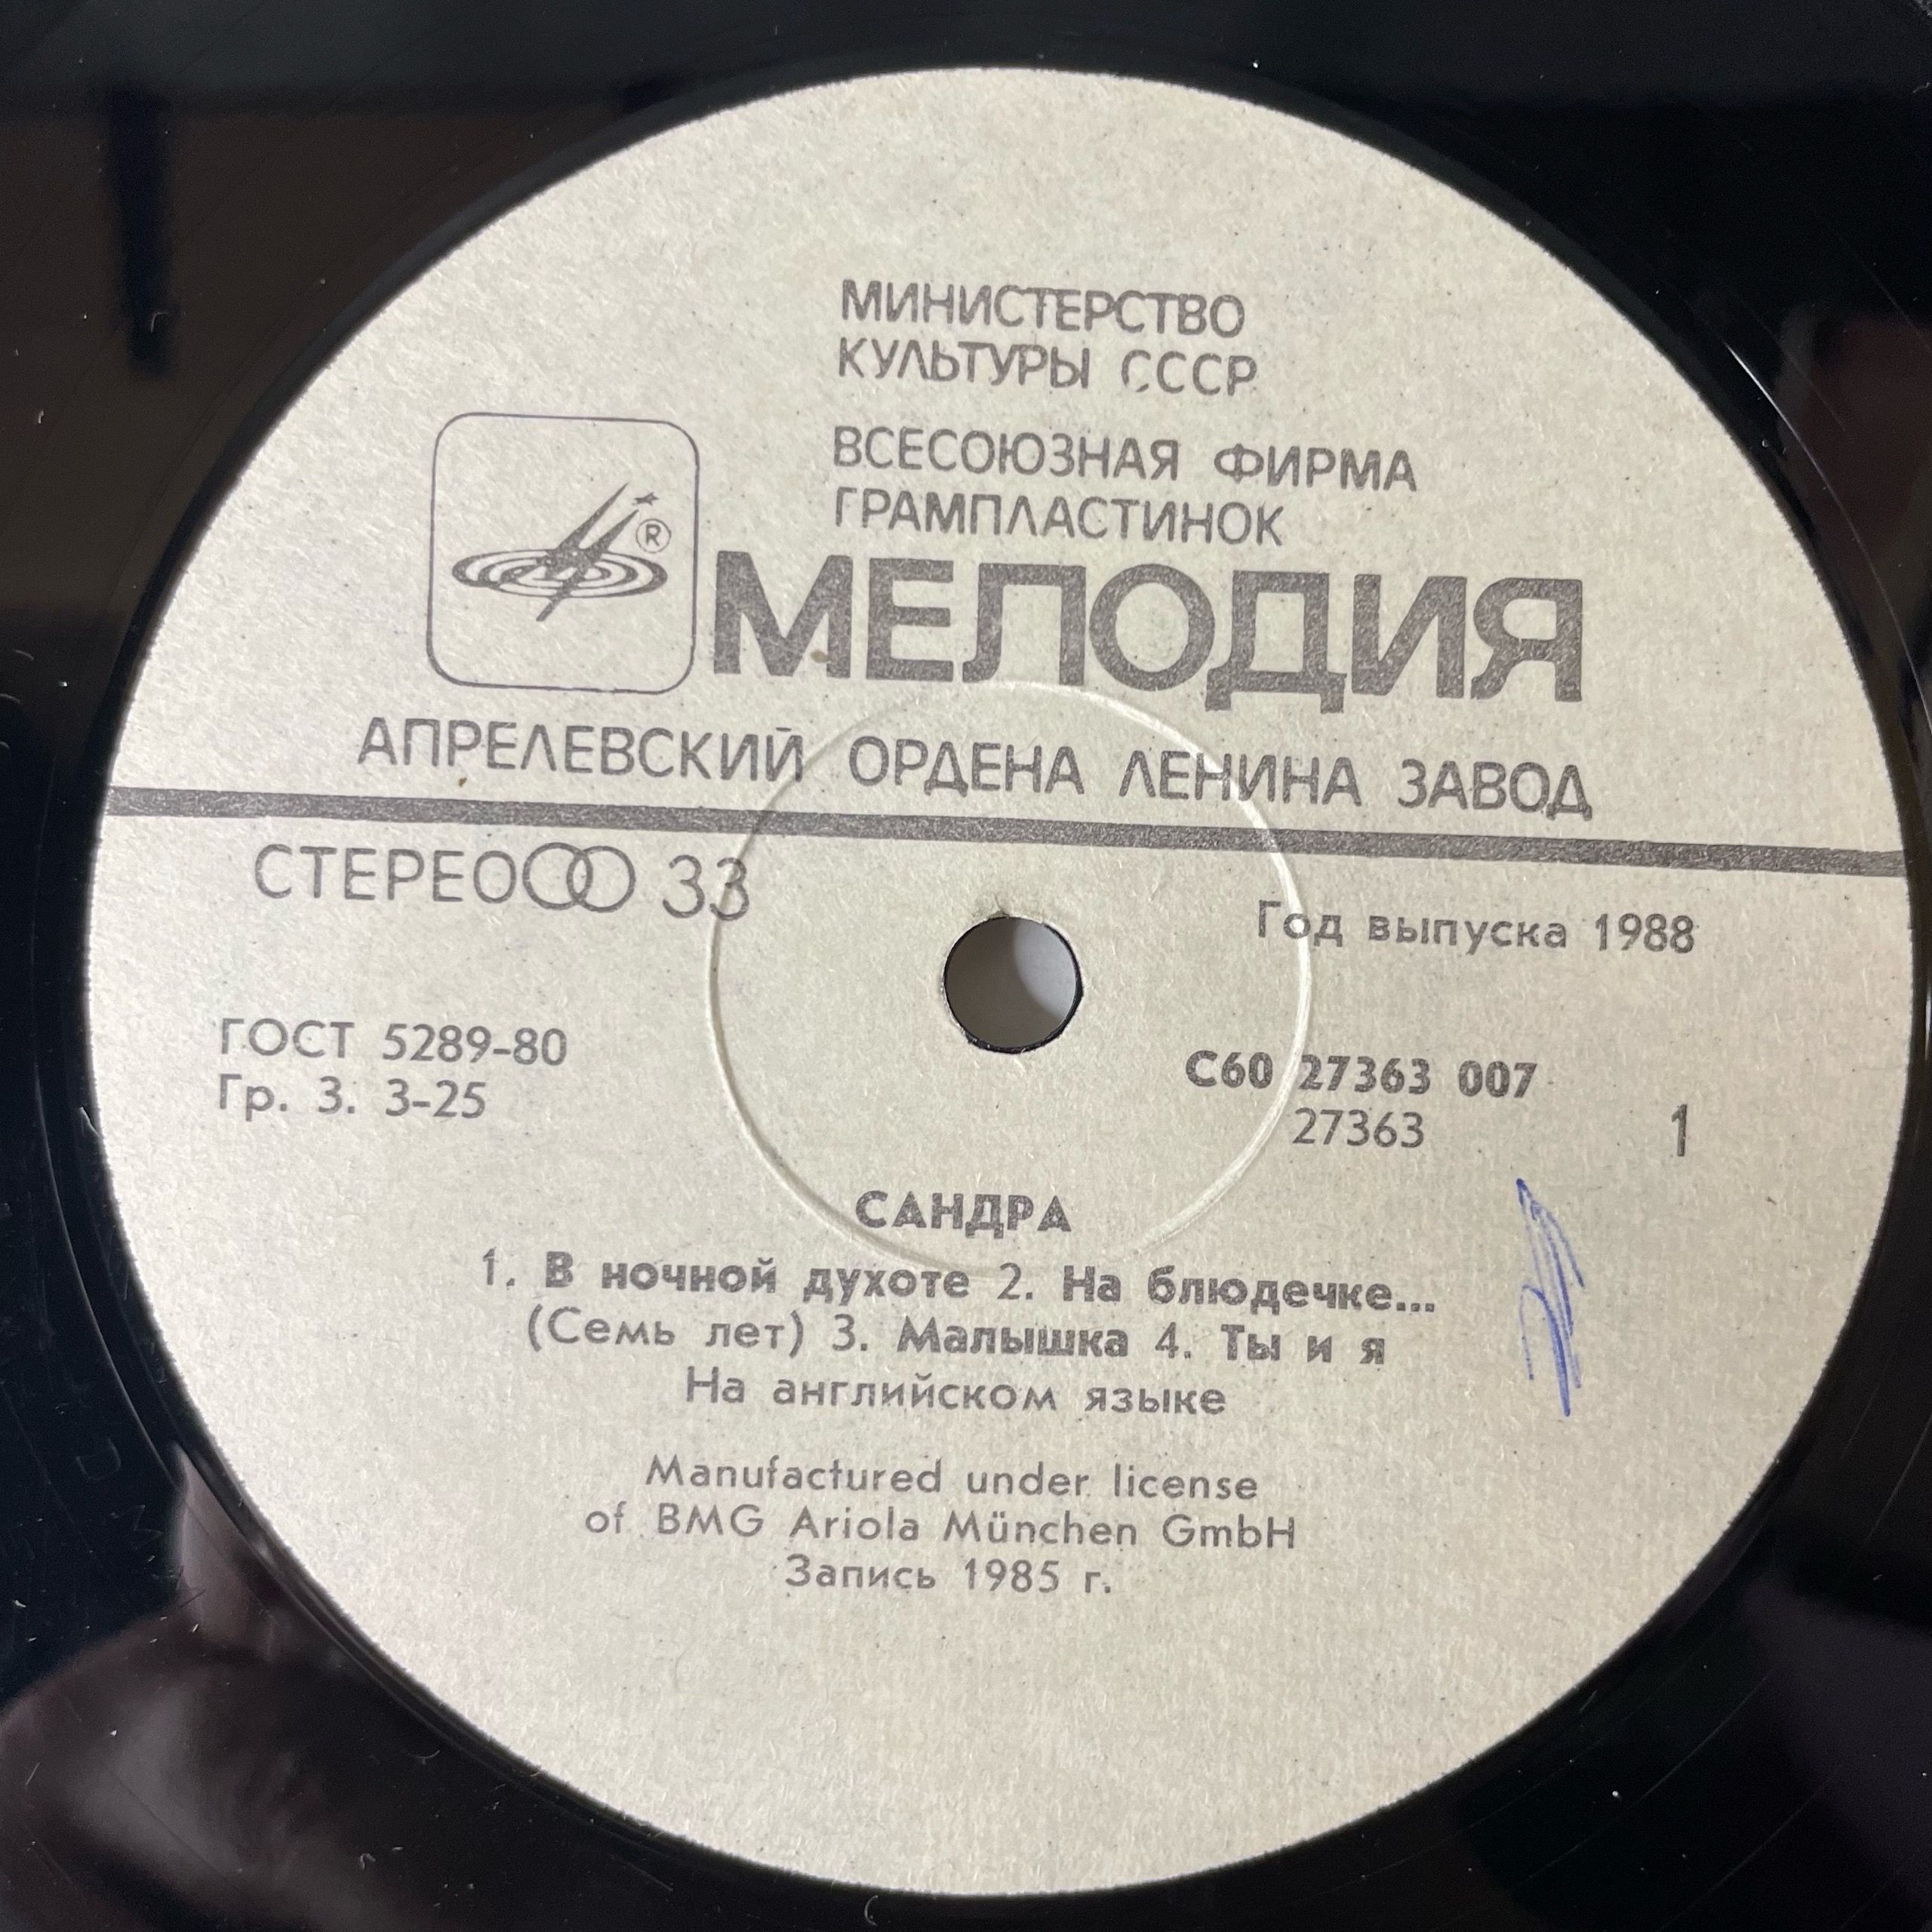 МИНИСТЕРСТВО
КУЛЬТУРЫ СССР
ВСЕСОЮЗНАЯ ФИРМА
ГРАМПЛАСТИНОК
®
МЕЛОДИЯ
АПРЕЛЕВСКИЙ ОРДЕНА ЛЕНИНА ЗАВОД
СТЕРЕО 33
Год выпуска 1988
ГОСТ 5289-80
Гр. 3. 3-25
С60 27363 007
27363
1
САНДРА
1. В ночной духоте 2. На блюдечке...
(Семь лет) 3. Малышка 4. Ты и я
На английском языке
Manufactured under license
of BMG Ariola München GmbH
Запись 1985 г.